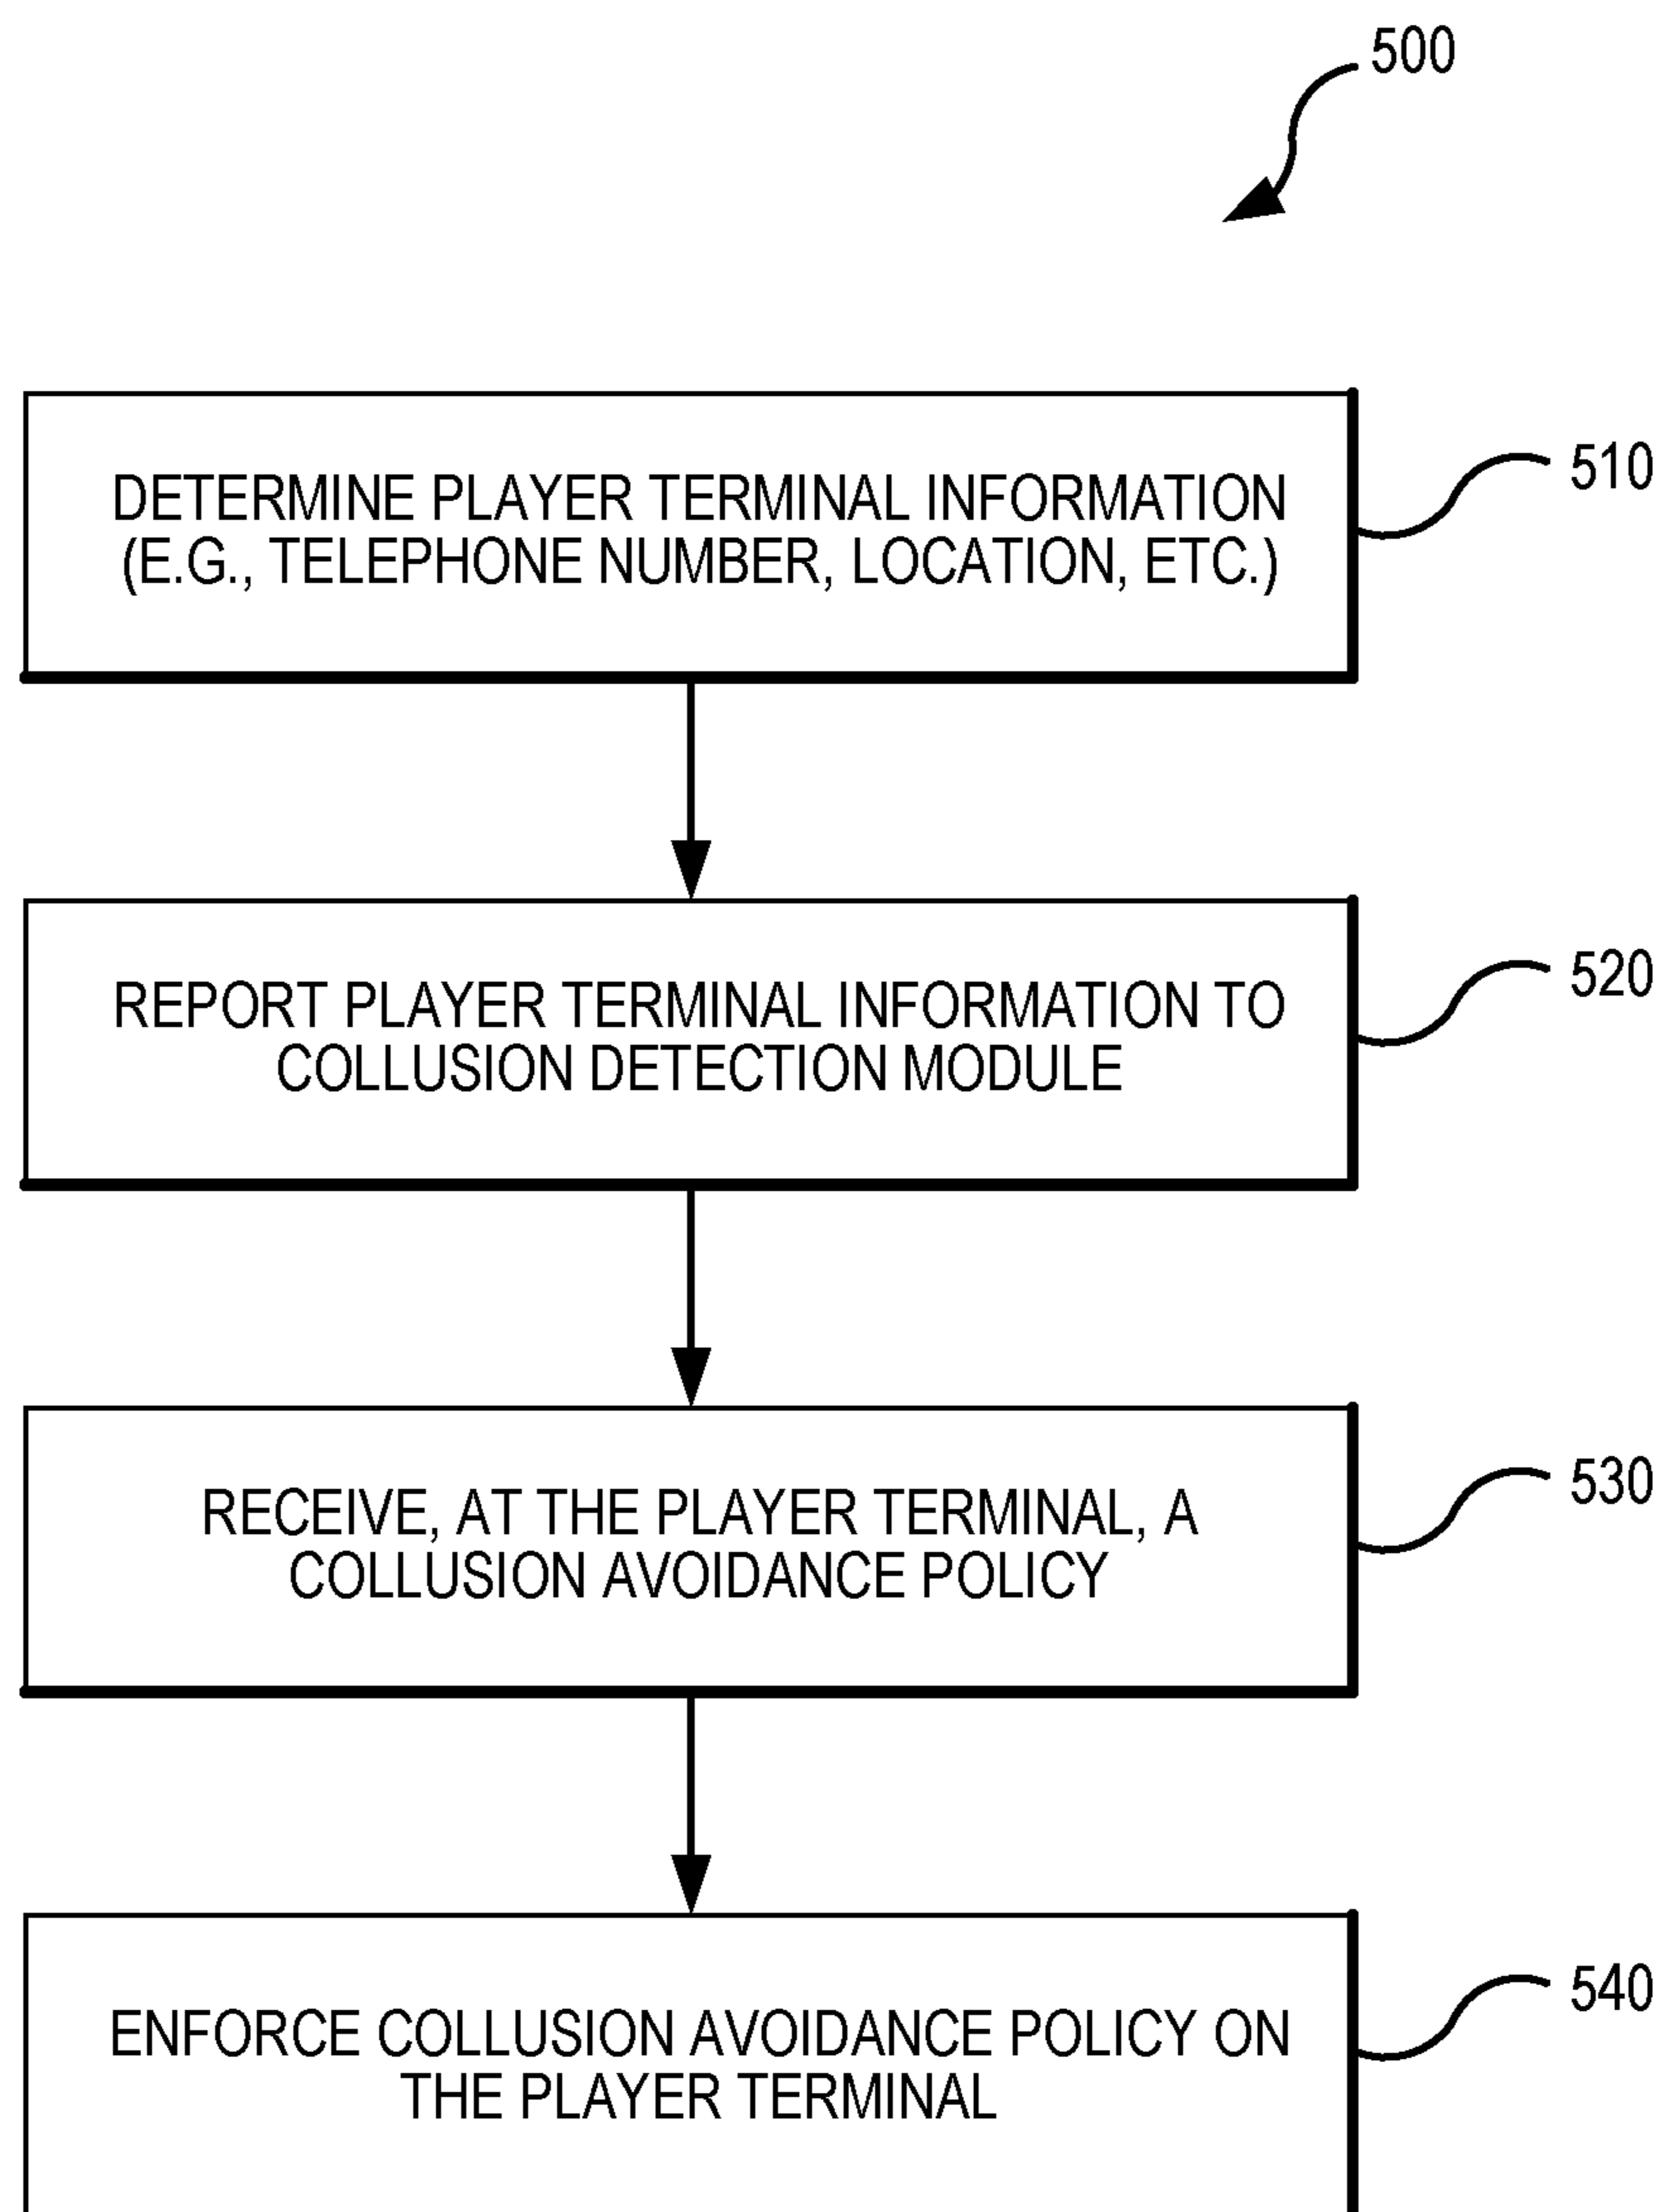 500
DETERMINE PLAYER TERMINAL INFORMATION
(E.G., TELEPHONE NUMBER, LOCATION, ETC.)
510
REPORT PLAYER TERMINAL INFORMATION TO
COLLUSION DETECTION MODULE
520
RECEIVE, AT THE PLAYER TERMINAL, A
COLLUSION AVOIDANCE POLICY
530
ENFORCE COLLUSION AVOIDANCE POLICY ON
THE PLAYER TERMINAL
540